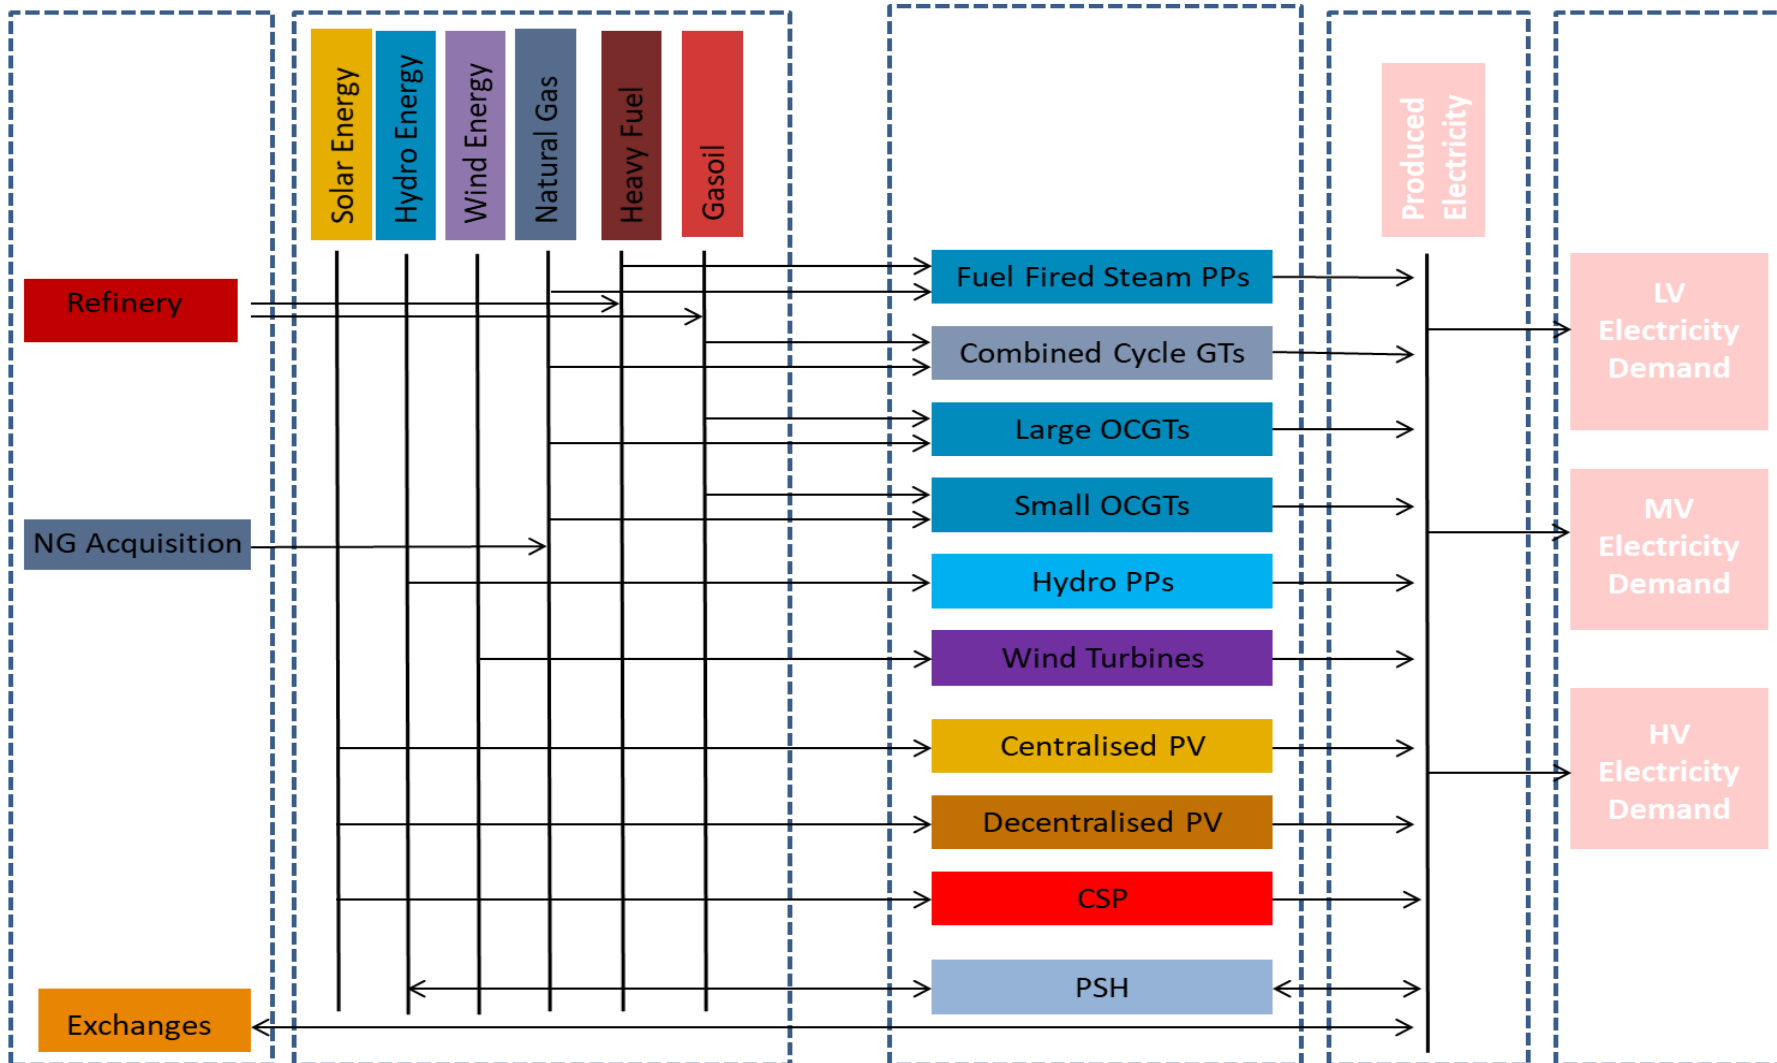 Solar Energy
Hydro Energy
Wind Energy
Natural Gas
Heavy Fuel
Gasoil
Produced
Electricity
Refinery
NG Acquisition
Exchanges
Fuel Fired Steam PPs
Combined Cycle GTs
Large OCGTs
Small OCGTs
Hydro PPs
Wind Turbines
Centralised PV
Decentralised PV
CSP
PSH
LV
Electricity
Demand
MV
Electricity
Demand
HV
Electricity
Demand